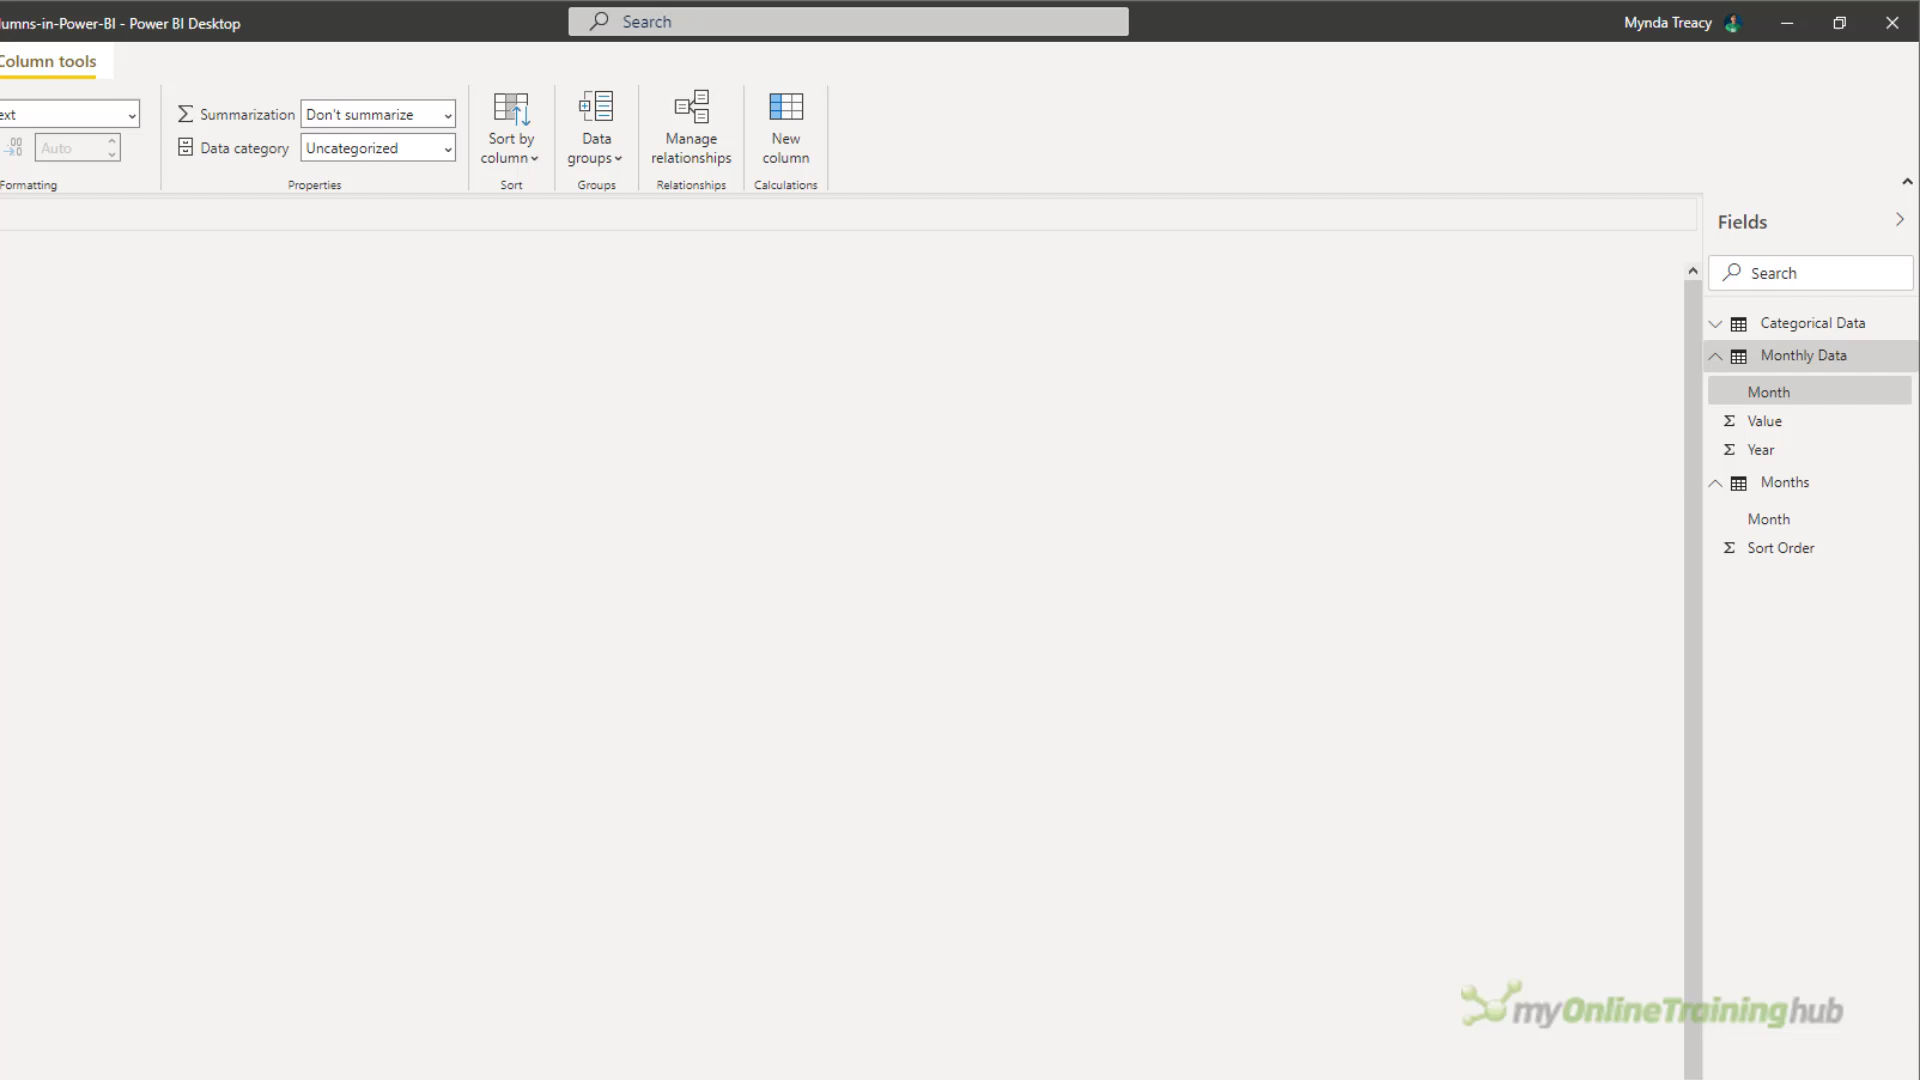 lumns-in-Power-BI - Power BI Desktop
Search
Mynda Treacy
Column tools
ext
Summarization
Don't summarize
.00
Auto
Data category
Uncategorized
Sort by
column
Data
groups
Manage
relationships
New
column
Formatting
Properties
Sort
Groups
Relationships
Calculations
Fields
Search
Categorical Data
Monthly Data
Month
Σ Value
Σ Year
Months
Month
Σ Sort Order
myOnlineTraininghub